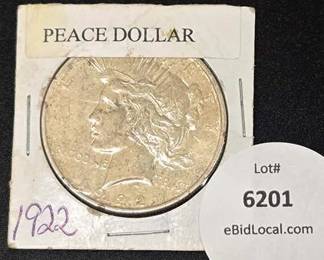 PEACE DOLLAR
1922
Lot#
6201
eBidLocal.com